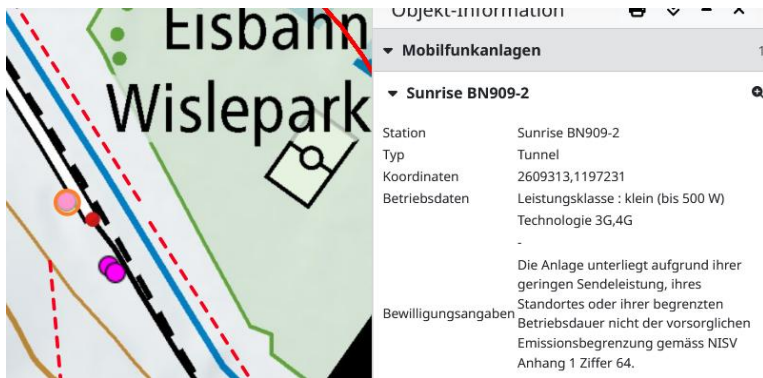 Eisbahn
Wislepark
Objekt-Information
Mobilfunkanlagen 1
Sunrise BN909-2
Station Sunrise BN909-2
Typ Tunnel
Koordinaten 2609313,1197231
Betriebsdaten Leistungsklasse : klein (bis 500 W)
Technologie 3G,4G
-
Die Anlage unterliegt aufgrund ihrer
geringen Sendeleistung, ihres
Bewilligungsangaben Standortes oder ihrer begrenzten
Betriebsdauer nicht der vorsorglichen
Emissionsbegrenzung gemäss NISV
Anhang 1 Ziffer 64.